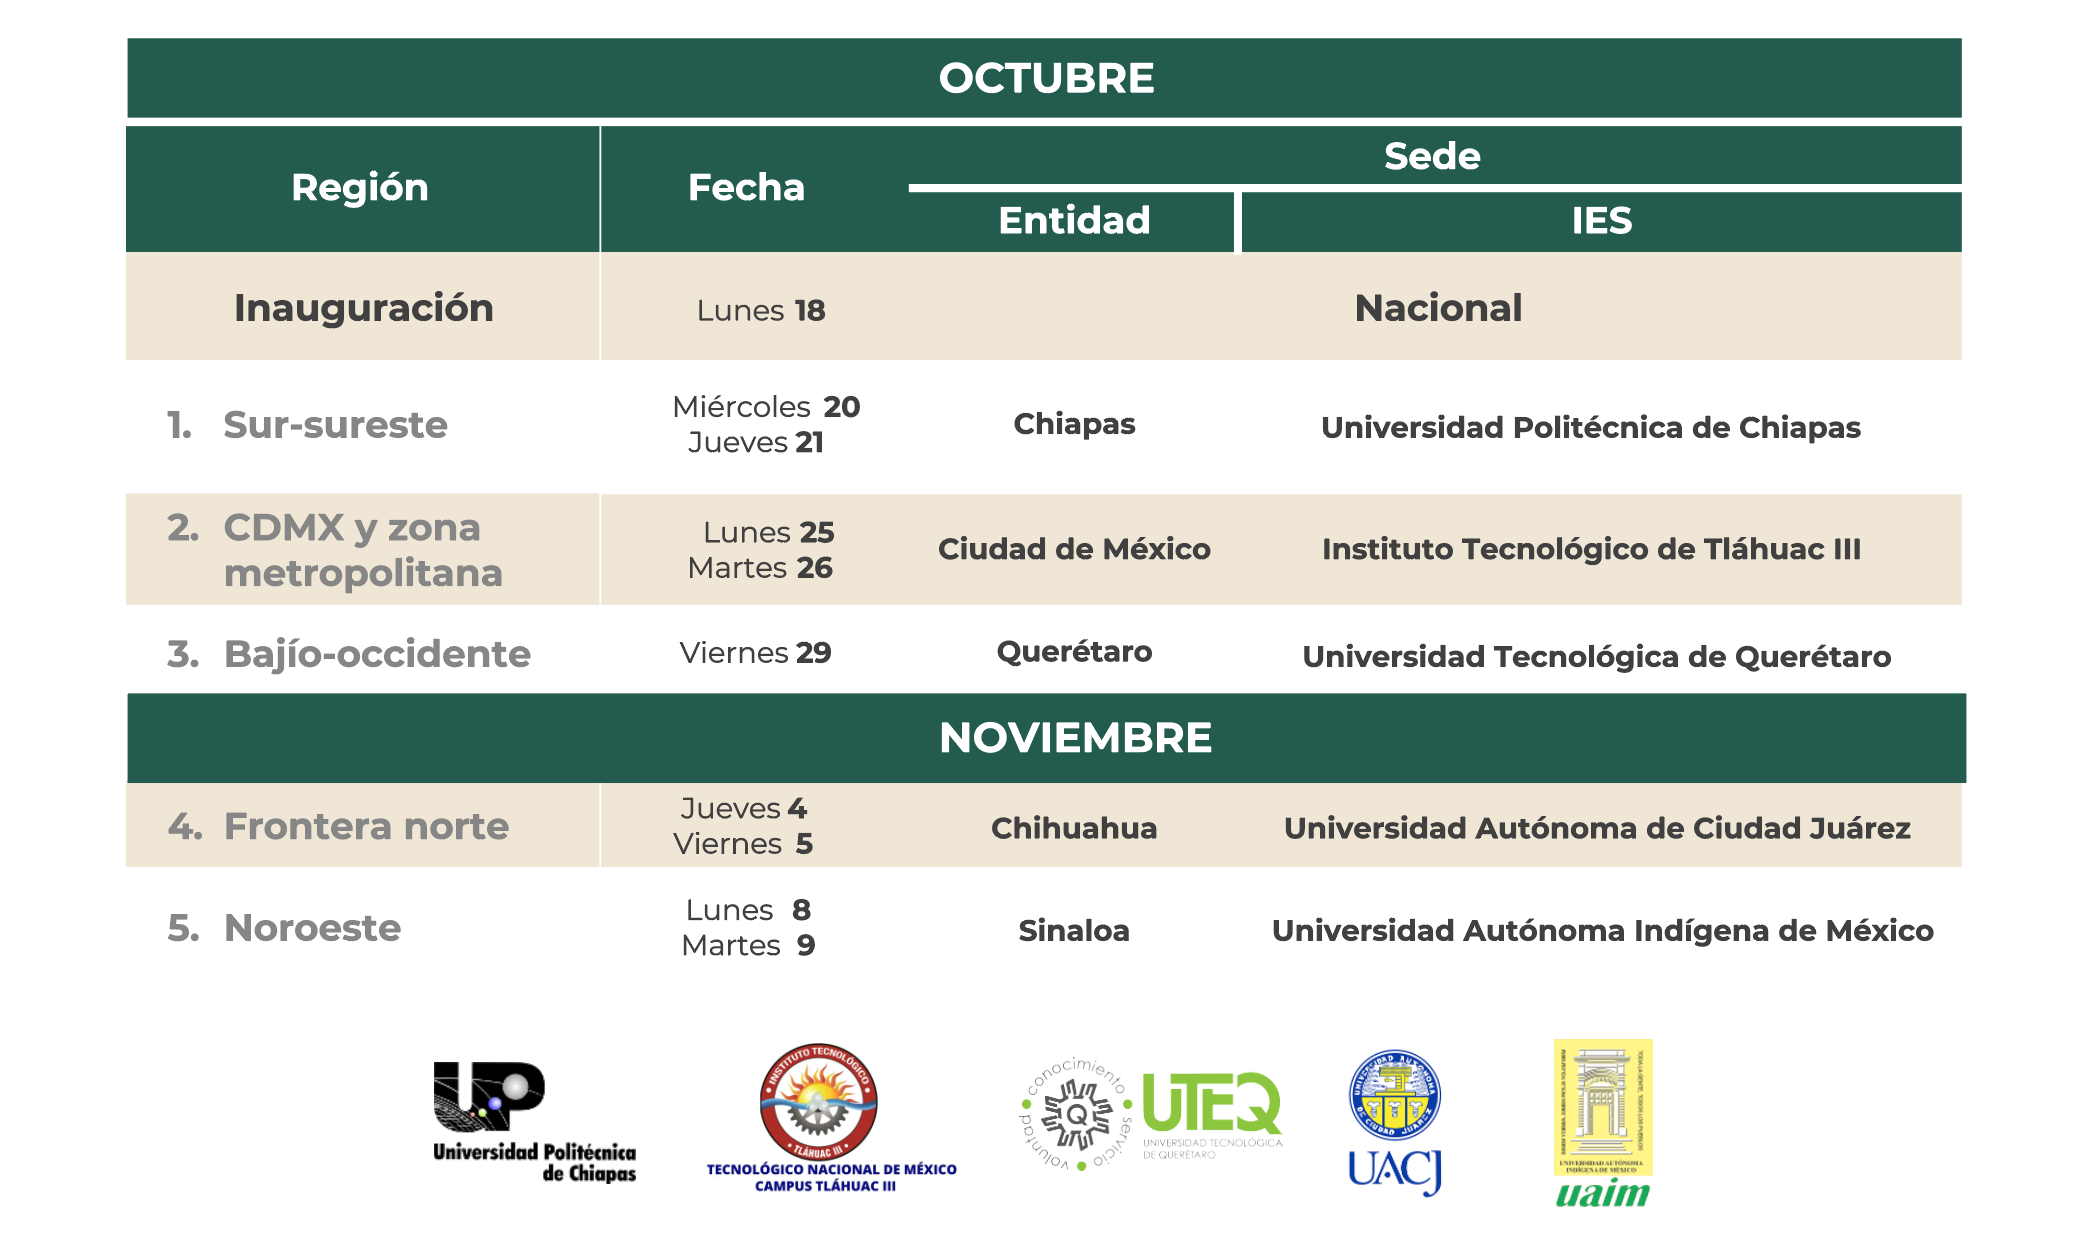 OCTUBRE
Región
Fecha
Sede
Entidad
IES
Inauguración
Lunes 18
Nacional
1. Sur-sureste
Miércoles 20
Jueves 21
Chiapas
Universidad Politécnica de Chiapas
2. CDMX y zona
metropolitana
Lunes 25
Martes 26
Ciudad de México
Instituto Tecnológico de Tláhuac III
3. Bajío-occidente
Viernes 29
Querétaro
Universidad Tecnológica de Querétaro
NOVIEMBRE
4. Frontera norte
Jueves 4
Viernes 5
Chihuahua
Universidad Autónoma de Ciudad Juárez
5. Noroeste
Lunes 8
Martes 9
Sinaloa
Universidad Autónoma Indígena de México
UP
Universidad Politécnica
de Chiapas
INSTITUTO TECNOLÓGICO
TLÁHUAC III
TECNOLÓGICO NACIONAL DE MÉXICO
CAMPUS TLÁHUAC III
conocimiento
servicio
voluntad
Q
UTEQ
UNIVERSIDAD TECNOLÓGICA
DE QUERÉTARO
UNIVERSIDAD AUTÓNOMA
DE CIUDAD JUÁREZ
UACJ
UNIVERSIDAD AUTÓNOMA
INDÍGENA DE MÉXICO
uaim